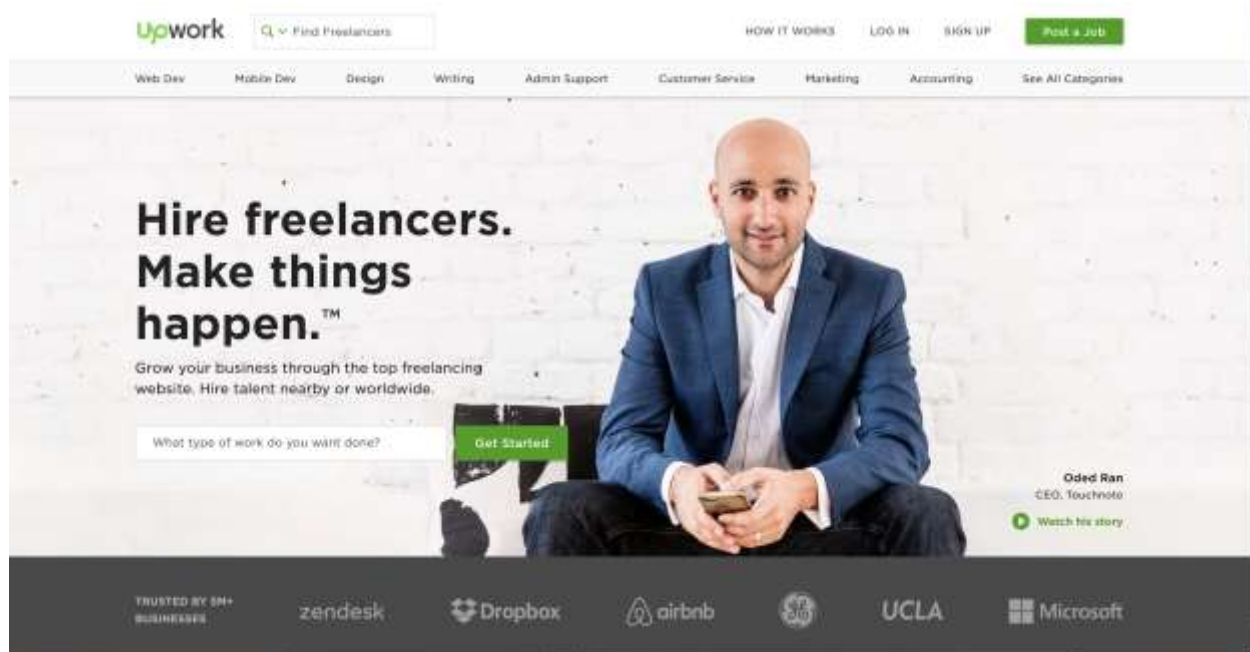 Upwork
Find Freelancers
HOW IT WORKS
LOG IN
SIGN UP
Post a Job
Web Dev
Mobile Dev
Design
Writing
Admin Support
Customer Service
Marketing
Accounting
See All Categories
Hire freelancers.
Make things
happen.™
Grow your business through the top freelancing
website. Hire talent nearby or worldwide.
What type of work do you want done?
Get Started
Oded Ran
CEO, Touchnote
Watch his story
TRUSTED BY 5M+
BUSINESSES
zendesk
Dropbox
airbnb
GE
UCLA
Microsoft